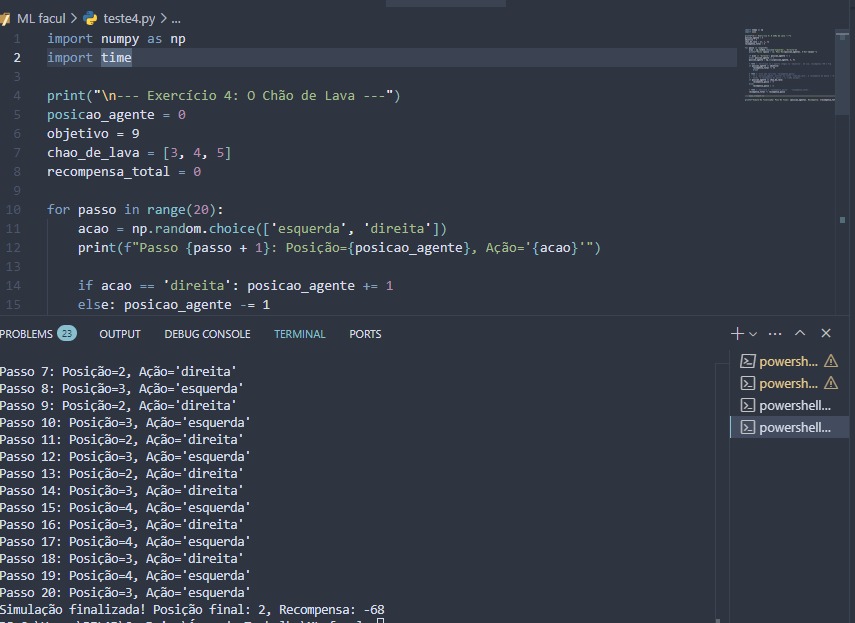 ML facul > teste4.py > ...
1 import numpy as np
2 import time
3
4 print("\n--- Exercício 4: O Chão de Lava ---")
5 posicao_agente = 0
6 objetivo = 9
7 chao_de_lava = [3, 4, 5]
8 recompensa_total = 0
9
10 for passo in range(20):
11 acao = np.random.choice(['esquerda', 'direita'])
12 print(f"Passo {passo + 1}: Posição={posicao_agente}, Ação='{acao}'")
13
14 if acao == 'direita': posicao_agente += 1
15 else: posicao_agente -= 1
PROBLEMS 23 OUTPUT DEBUG CONSOLE TERMINAL PORTS
Passo 7: Posição=2, Ação='direita'
Passo 8: Posição=3, Ação='esquerda'
Passo 9: Posição=2, Ação='direita'
Passo 10: Posição=3, Ação='esquerda'
Passo 11: Posição=2, Ação='direita'
Passo 12: Posição=3, Ação='esquerda'
Passo 13: Posição=2, Ação='direita'
Passo 14: Posição=3, Ação='direita'
Passo 15: Posição=4, Ação='esquerda'
Passo 16: Posição=3, Ação='direita'
Passo 17: Posição=4, Ação='esquerda'
Passo 18: Posição=3, Ação='direita'
Passo 19: Posição=4, Ação='esquerda'
Passo 20: Posição=3, Ação='esquerda'
Simulação finalizada! Posição final: 2, Recompensa: -68
powersh...
powersh...
powershell...
powershell...